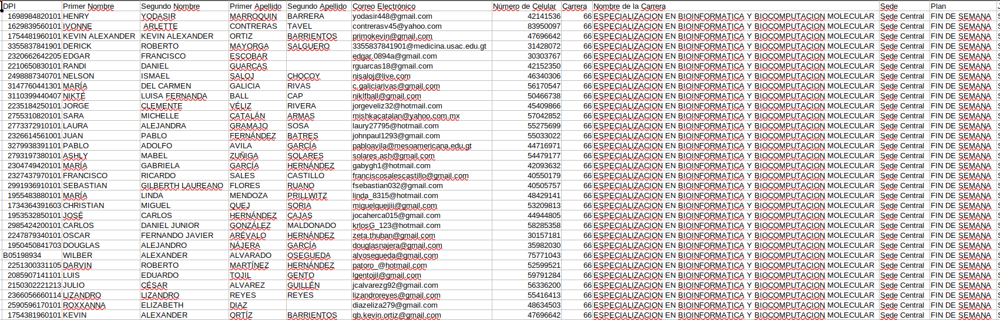 DPI Primer Nombre Segundo Nombre Primer Apellido Segundo Apellido Correo Electrónico Número de Celular Carrera Nombre de la Carrera Sede Plan
1698984820101 HENRY YODASIR MARROQUIN BARRERA yodasir448@gmail.com 42141536 66 ESPECIALIZACION EN BIOINFORMATICA Y BIOCOMPUTACION MOLECULAR Sede Central FIN DE SEMANA
1629839560101 IVONNE ARLETTE CONTRERAS TAVEL contrerasv45@yahoo.com 83950097 66 ESPECIALIZACION EN BIOINFORMATICA Y BIOCOMPUTACION MOLECULAR Sede Central FIN DE SEMANA
1754481960101 KEVIN ALEXANDER KEVIN ALEXANDER ORTIZ BARRIENTOS primokevin@gmail.com 47696642 66 ESPECIALIZACION EN BIOINFORMATICA Y BIOCOMPUTACION MOLECULAR Sede Central FIN DE SEMANA
3355837841901 DERICK ROBERTO MAYORGA SALGUERO 3355837841901@medicina.usac.edu.gt 31428072 66 ESPECIALIZACION EN BIOINFORMATICA Y BIOCOMPUTACION MOLECULAR Sede Central FIN DE SEMANA
2320662642205 EDGAR FRANCISCO ESCOBAR edgar.0894a@gmail.com 30303767 66 ESPECIALIZACION EN BIOINFORMATICA Y BIOCOMPUTACION MOLECULAR Sede Central FIN DE SEMANA
2210650830101 RANDI DANIEL GUARCAS rguarcas18@gmail.com 42152350 66 ESPECIALIZACION EN BIOINFORMATICA Y BIOCOMPUTACION MOLECULAR Sede Central FIN DE SEMANA
2498887340701 NELSON ISMAEL SALOJ CHOCOY nisaloj@live.com 46340306 66 ESPECIALIZACION EN BIOINFORMATICA Y BIOCOMPUTACION MOLECULAR Sede Central FIN DE SEMANA
3147760441301 MARÍA DEL CARMEN GALICIA RIVAS c.galiciarivas@gmail.com 56170547 66 ESPECIALIZACION EN BIOINFORMATICA Y BIOCOMPUTACION MOLECULAR Sede Central FIN DE SEMANA
3110399440407 NIKTÉ LUISA FERNANDA BALL CAP niklfball@gmail.com 50466738 66 ESPECIALIZACION EN BIOINFORMATICA Y BIOCOMPUTACION MOLECULAR Sede Central FIN DE SEMANA
2235184250101 JORGE CLEMENTE VÉLIZ RIVERA jorgeveliz32@hotmail.com 45409866 66 ESPECIALIZACION EN BIOINFORMATICA Y BIOCOMPUTACION MOLECULAR Sede Central FIN DE SEMANA
2755310820101 SARA MICHELLE CATALÁN ARMAS mishkacatalan@yahoo.com.mx 57042852 66 ESPECIALIZACION EN BIOINFORMATICA Y BIOCOMPUTACION MOLECULAR Sede Central FIN DE SEMANA
2773372910101 LAURA ALEJANDRA GRAMAJO SOSA laury27795@hotmail.com 55275699 66 ESPECIALIZACION EN BIOINFORMATICA Y BIOCOMPUTACION MOLECULAR Sede Central FIN DE SEMANA
2326614561001 JUAN PABLO FERNÁNDEZ BATRES johnpaul1293@gmail.com 55033022 66 ESPECIALIZACION EN BIOINFORMATICA Y BIOCOMPUTACION MOLECULAR Sede Central FIN DE SEMANA
3279938391101 PABLO ADOLFO AVILA GARCÍA pabloavila@mesoamericana.edu.gt 44716971 66 ESPECIALIZACION EN BIOINFORMATICA Y BIOCOMPUTACION MOLECULAR Sede Central FIN DE SEMANA
2793197380101 ASHLY MABEL ZUÑIGA SOLARES solares.ash@gmail.com 54479177 66 ESPECIALIZACION EN BIOINFORMATICA Y BIOCOMPUTACION MOLECULAR Sede Central FIN DE SEMANA
2304749420101 MARÍA GABRIELA GARCÍA HERNÁNDEZ gabygh1@hotmail.com 42093632 66 ESPECIALIZACION EN BIOINFORMATICA Y BIOCOMPUTACION MOLECULAR Sede Central FIN DE SEMANA
2327437970101 FRANCISCO RICARDO SALES CASTILLO franciscosalescastillo@gmail.com 40550179 66 ESPECIALIZACION EN BIOINFORMATICA Y BIOCOMPUTACION MOLECULAR Sede Central FIN DE SEMANA
2991936910101 SEBASTIAN GILBERTH LAUREANO FLORES RUANO fsebastian032@gmail.com 40505757 66 ESPECIALIZACION EN BIOINFORMATICA Y BIOCOMPUTACION MOLECULAR Sede Central FIN DE SEMANA
1955483880101 MARÍA LINDA MENDOZA PRILLWITZ linda_8315@hotmail.com 48429141 66 ESPECIALIZACION EN BIOINFORMATICA Y BIOCOMPUTACION MOLECULAR Sede Central FIN DE SEMANA
1734364391603 CHRISTIAN MIGUEL QUEJ SORIA miguelquejiii@gmail.com 53209813 66 ESPECIALIZACION EN BIOINFORMATICA Y BIOCOMPUTACION MOLECULAR Sede Central FIN DE SEMANA
1953532850101 JOSÉ CARLOS HERNÁNDEZ CAJAS jocaherca015@gmail.com 44944805 66 ESPECIALIZACION EN BIOINFORMATICA Y BIOCOMPUTACION MOLECULAR Sede Central FIN DE SEMANA
2985424200101 CARLOS DANIEL JUNIOR GONZÁLEZ MALDONADO krlosG_123@hotmail.com 58285358 66 ESPECIALIZACION EN BIOINFORMATICA Y BIOCOMPUTACION MOLECULAR Sede Central FIN DE SEMANA
2247879340101 OSCAR FERNANDO JAVIER ARÉVALO HERNÁNDEZ zeta.thuban@gmail.com 30157181 66 ESPECIALIZACION EN BIOINFORMATICA Y BIOCOMPUTACION MOLECULAR Sede Central FIN DE SEMANA
1950450841703 DOUGLAS ALEJANDRO NÁJERA GARCÍA douglasnajera@gmail.com 35982030 66 ESPECIALIZACION EN BIOINFORMATICA Y BIOCOMPUTACION MOLECULAR Sede Central FIN DE SEMANA
B05198934 WILBER ALEXANDER ALVARADO OSEGUEDA alvosegueda@gmail.com 75771043 66 ESPECIALIZACION EN BIOINFORMATICA Y BIOCOMPUTACION MOLECULAR Sede Central FIN DE SEMANA
2251300331105 DARVIN ROBERTO MARTÍNEZ HERNÁNDEZ patoro_@hotmail.com 52599521 66 ESPECIALIZACION EN BIOINFORMATICA Y BIOCOMPUTACION MOLECULAR Sede Central FIN DE SEMANA
2085907141101 LUIS EDUARDO TOJIL GENTO lgentojil@gmail.com 59791284 66 ESPECIALIZACION EN BIOINFORMATICA Y BIOCOMPUTACION MOLECULAR Sede Central FIN DE SEMANA
2150302221213 JULIO CÉSAR ALVAREZ GUILLÉN jcalvarezg92@gmail.com 56336200 66 ESPECIALIZACION EN BIOINFORMATICA Y BIOCOMPUTACION MOLECULAR Sede Central FIN DE SEMANA
2366056660114 LIZANDRO LIZANDRO REYES REYES lizandroreyes@gmail.com 55416413 66 ESPECIALIZACION EN BIOINFORMATICA Y BIOCOMPUTACION MOLECULAR Sede Central FIN DE SEMANA
2590596170101 ROXXANNA ELIZABETH DIAZ diazeliza279@gmail.com 48634503 66 ESPECIALIZACION EN BIOINFORMATICA Y BIOCOMPUTACION MOLECULAR Sede Central FIN DE SEMANA
1754381960101 KEVIN ALEXANDER ORTÍZ BARRIENTOS gb.kevin.ortiz@gmail.com 47696642 66 ESPECIALIZACION EN BIOINFORMATICA Y BIOCOMPUTACION MOLECULAR Sede Central FIN DE SEMANA